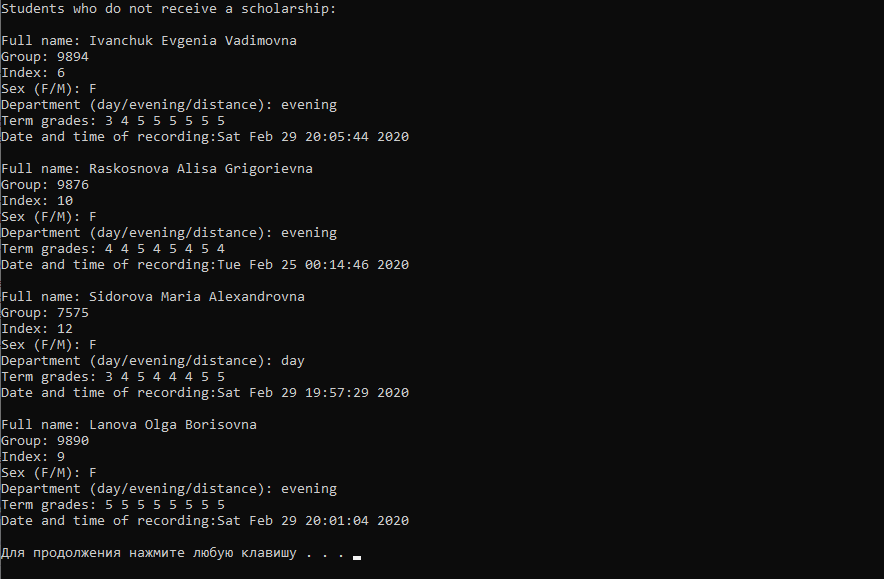 Students who do not receive a scholarship:
Full name: Ivanchuk Evgenia Vadimovna
Group: 9894
Index: 6
Sex (F/M): F
Department (day/evening/distance): evening
Term grades: 3 4 5 5 5 5 5 5
Date and time of recording:Sat Feb 29 20:05:44 2020
Full name: Raskosnova Alisa Grigorievna
Group: 9876
Index: 10
Sex (F/M): F
Department (day/evening/distance): evening
Term grades: 4 4 5 4 5 4 5 4
Date and time of recording:Tue Feb 25 00:14:46 2020
Full name: Sidorova Maria Alexandrovna
Group: 7575
Index: 12
Sex (F/M): F
Department (day/evening/distance): day
Term grades: 3 4 5 4 4 4 5 5
Date and time of recording:Sat Feb 29 19:57:29 2020
Full name: Lanova Olga Borisovna
Group: 9890
Index: 9
Sex (F/M): F
Department (day/evening/distance): evening
Term grades: 5 5 5 5 5 5 5 5
Date and time of recording:Sat Feb 29 20:01:04 2020
Для продолжения нажмите любую клавишу . . .